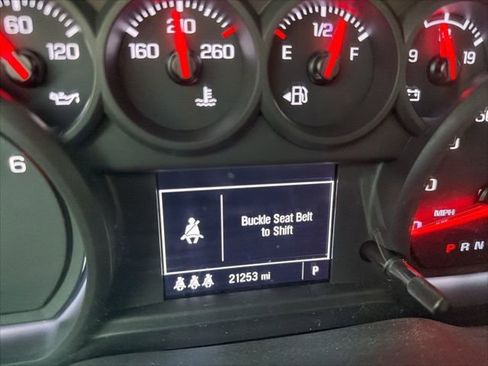 60 120
160 210 260
E 1/2 F
9 19
6
Buckle Seat Belt
to Shift
21253 mi P
MPH
P R N